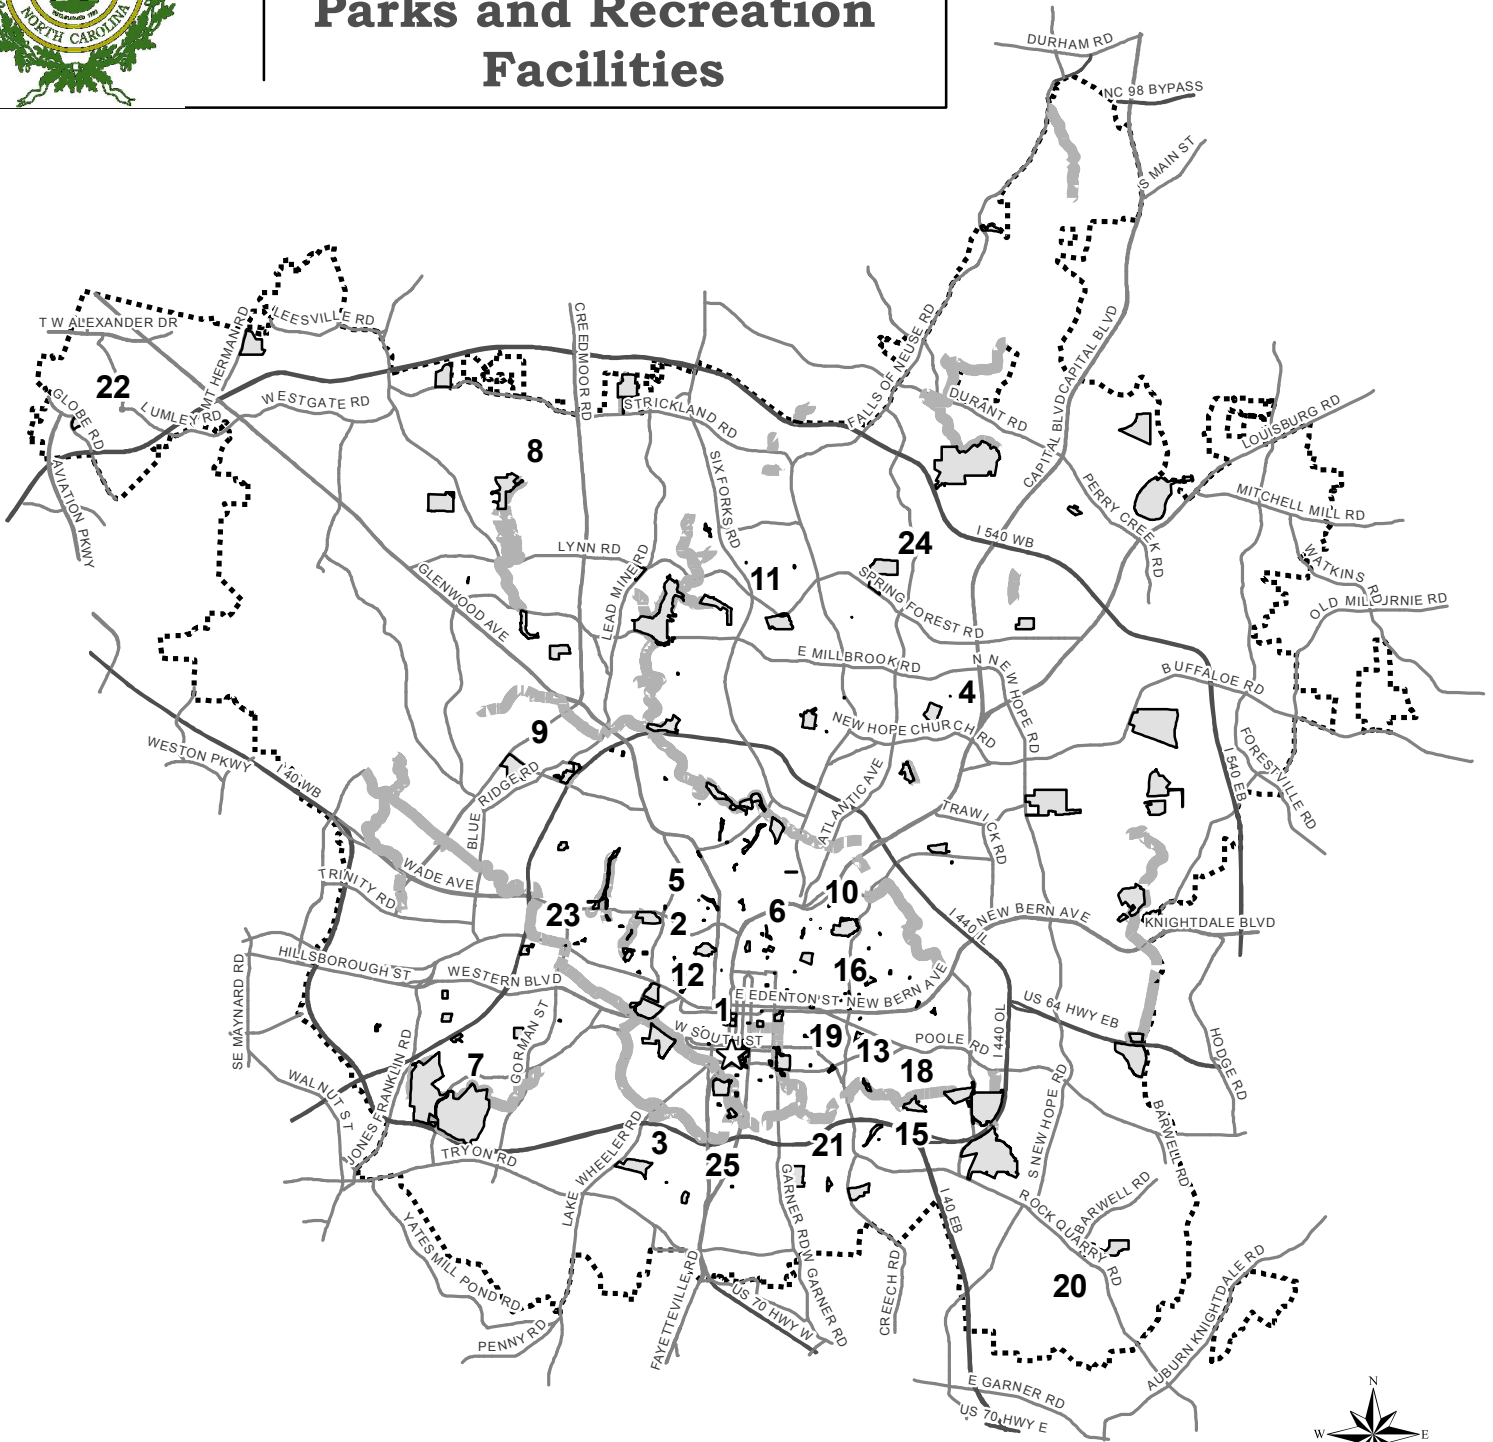 NORTH CAROLINA
Parks and Recreation
Facilities
DURHAM RD
NC 98 BYPASS
S MAIN ST
T W ALEXANDER DR
MT HERMAN RD
LEESVILLE RD
CREEDMOOR RD
FALLS OF NEUSE RD
CAPITAL BLVD
CAPITAL BLVD
22
GLOBE RD
LUMLEY RD
WESTGATE RD
STRICKLAND RD
DURANT RD
LOUISBURG RD
AVIATION PKWY
8
SIX FORKS RD
PERRY CREEK RD
MITCHELL MILL RD
24
I 540 WB
LYNN RD
LEAD MINE RD
GLENWOOD AVE
11
SPRING FOREST RD
WATKINS RD
OLD MILBURNIE RD
E MILLBROOK RD
N NEW HOPE RD
BUFFALOE RD
4
NEW HOPE CHURCH RD
9
WESTON PKWY
I 40 WB
BLUE RIDGE RD
ATLANTIC AVE
TRAWICK RD
I 540 EB
FORESTVILLE RD
WADE AVE
TRINITY RD
5
10
23
2
6
I 440 IL
NEW BERN AVE
KNIGHTDALE BLVD
SE MAYNARD RD
HILLSBOROUGH ST
WESTERN BLVD
12
16
1
E EDENTON ST
NEW BERN AVE
US 64 HWY EB
W SOUTH ST
GORMAN ST
19
13
POOLE RD
I 440 OL
HODGE RD
7
18
WALNUT ST
JONES FRANKLIN RD
S NEW HOPE RD
BARWELL RD
3
25
21
15
TRYON RD
LAKE WHEELER RD
GARNER RD
W GARNER RD
I 40 EB
ROCK QUARRY RD
BARWELL RD
YATES MILL POND RD
PENNY RD
FAYETTEVILLE RD
US 70 HWY W
CREECH RD
20
AUBURN KNIGHTDALE RD
E GARNER RD
US 70 HWY E
N
W
E